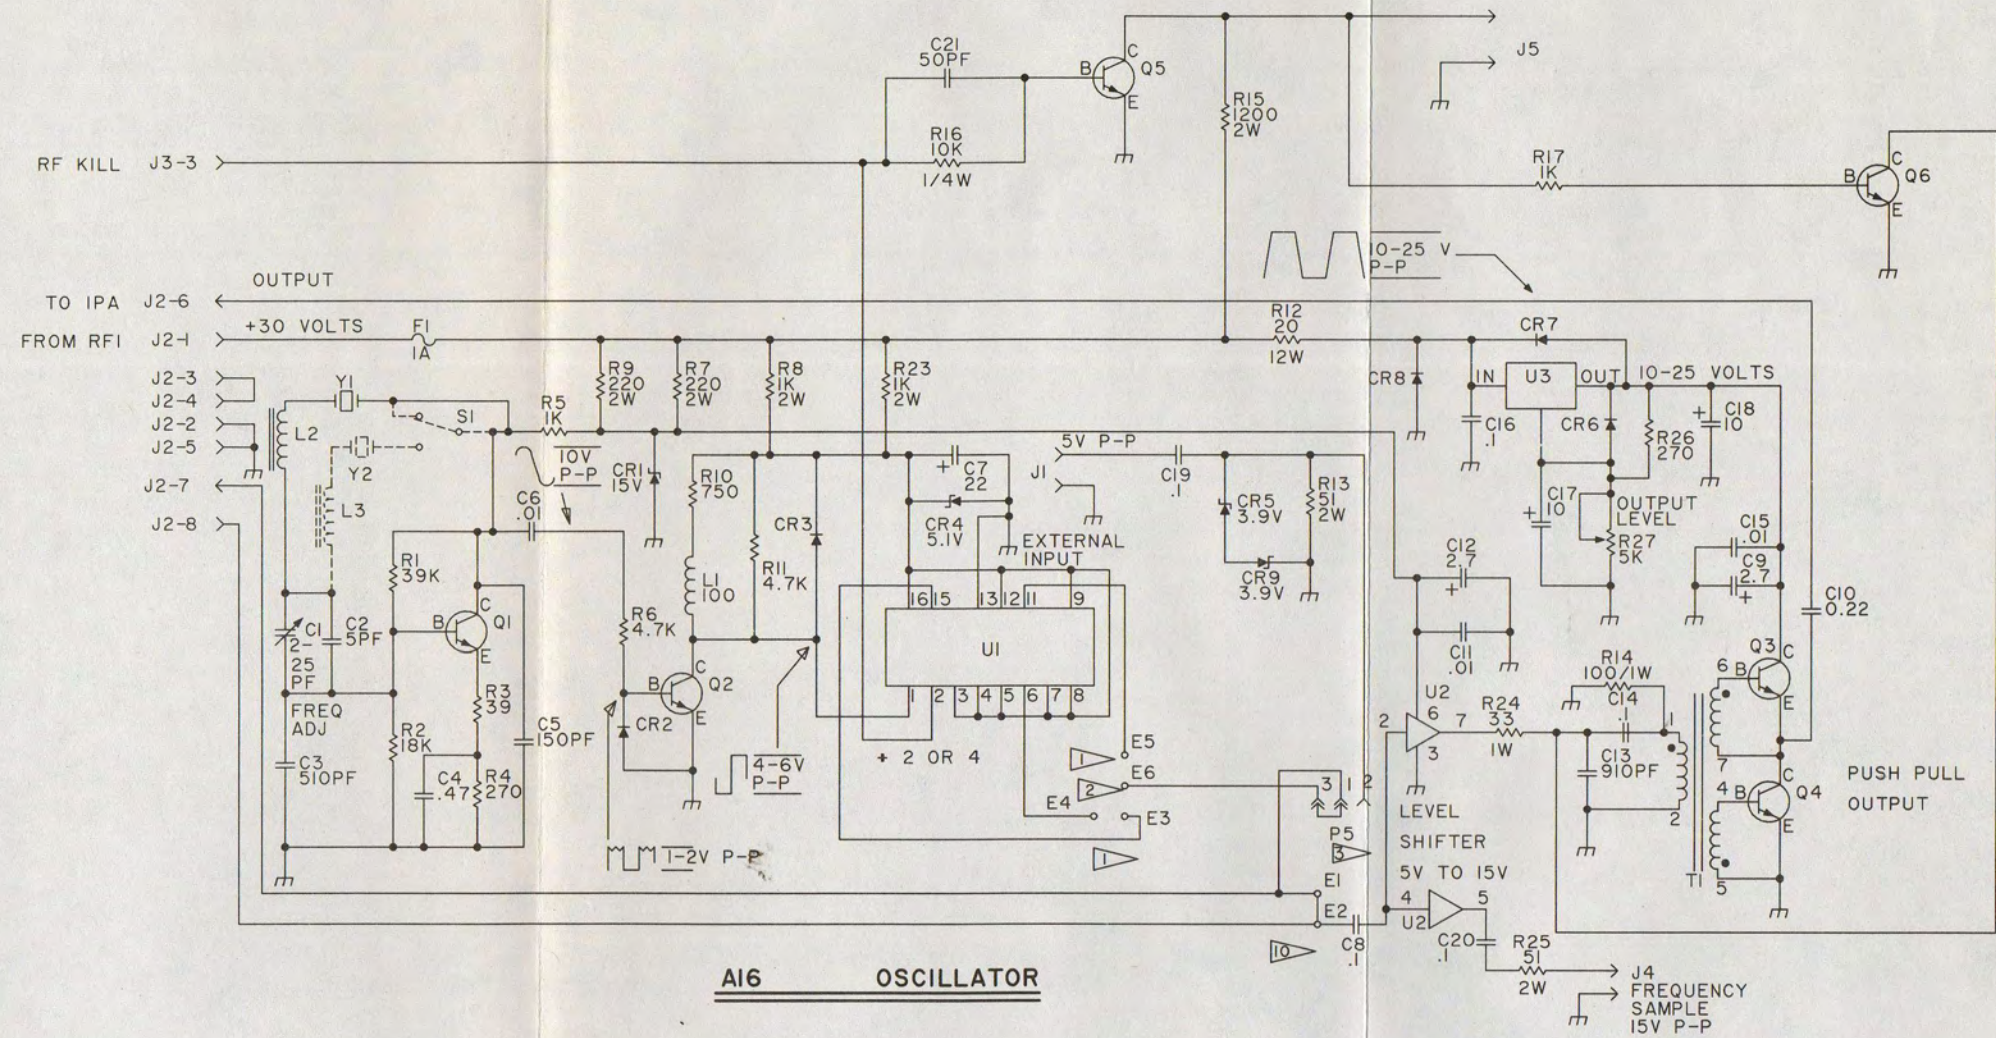 C21
50PF
B
C
E
Q5
J5
R15
1200
2W
R16
10K
1/4W
RF KILL J3-3
R17
1K
B
C
E
Q6
10-25 V
P-P
OUTPUT
TO IPA J2-6
+30 VOLTS
FROM RFI J2-1
F1
1A
R12
20
12W
CR7
J2-3
J2-4
J2-2
J2-5
J2-7
J2-8
Y1
S1
L2
Y2
L3
R5
1K
R9
220
2W
R7
220
2W
R8
1K
2W
R23
1K
2W
CR8
IN
U3
OUT
10-25 VOLTS
C16
.1
CR6
R26
270
+
C18
10
10V
P-P
CR1
15V
R10
750
+
C7
22
CR4
5.1V
5V P-P
J1
C19
.1
CR5
3.9V
R13
51
2W
CR9
3.9V
C17
10
+
OUTPUT
LEVEL
R27
5K
C6
.01
CR3
EXTERNAL
INPUT
C15
.01
C9
2.7
+
C12
2.7
+
C10
0.22
R1
39K
L1
100
R11
4.7K
16 15 13 12 11 9
U1
1 2 3 4 5 6 7 8
C1
2-
25
PF
C2
5PF
B
C
E
Q1
R6
4.7K
C11
.01
R14
100/1W
C14
.1
FREQ
ADJ
R2
18K
R3
39
C5
150PF
B
C
E
Q2
CR2
U2
2
6
7
3
R24
33
1W
C13
910PF
1
2
6
7
4
5
T1
B
C
E
Q3
B
C
E
Q4
C3
510PF
C4
.47
R4
270
4-6V
P-P
÷ 2 OR 4
1
E5
2
E6
E4
E3
1
3
1
2
P5
3
LEVEL
SHIFTER
5V TO 15V
PUSH PULL
OUTPUT
1-2V P-P
E1
E2
10
C8
.1
4
5
U2
C20
.1
R25
51
2W
J4
FREQUENCY
SAMPLE
15V P-P
A16 OSCILLATOR